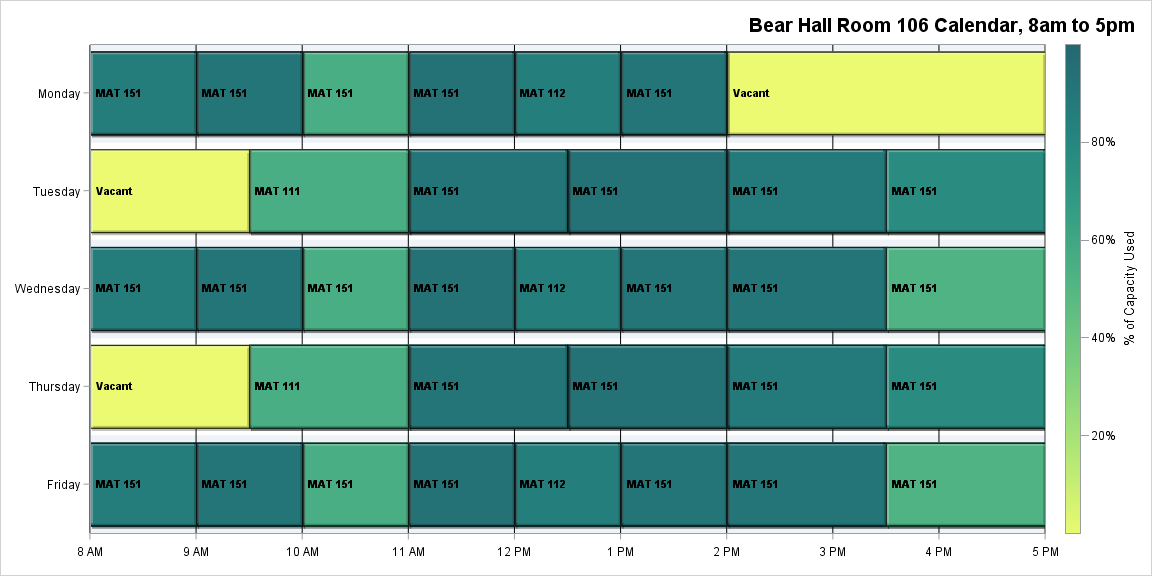 Bear Hall Room 106 Calendar, 8am to 5pm
Monday MAT 151 MAT 151 MAT 151 MAT 151 MAT 112 MAT 151 Vacant
Tuesday Vacant MAT 111 MAT 151 MAT 151 MAT 151 MAT 151
Wednesday MAT 151 MAT 151 MAT 151 MAT 151 MAT 112 MAT 151 MAT 151 MAT 151
Thursday Vacant MAT 111 MAT 151 MAT 151 MAT 151 MAT 151
Friday MAT 151 MAT 151 MAT 151 MAT 151 MAT 112 MAT 151 MAT 151 MAT 151
8 AM 9 AM 10 AM 11 AM 12 PM 1 PM 2 PM 3 PM 4 PM 5 PM
80%
60%
40%
20%
% of Capacity Used